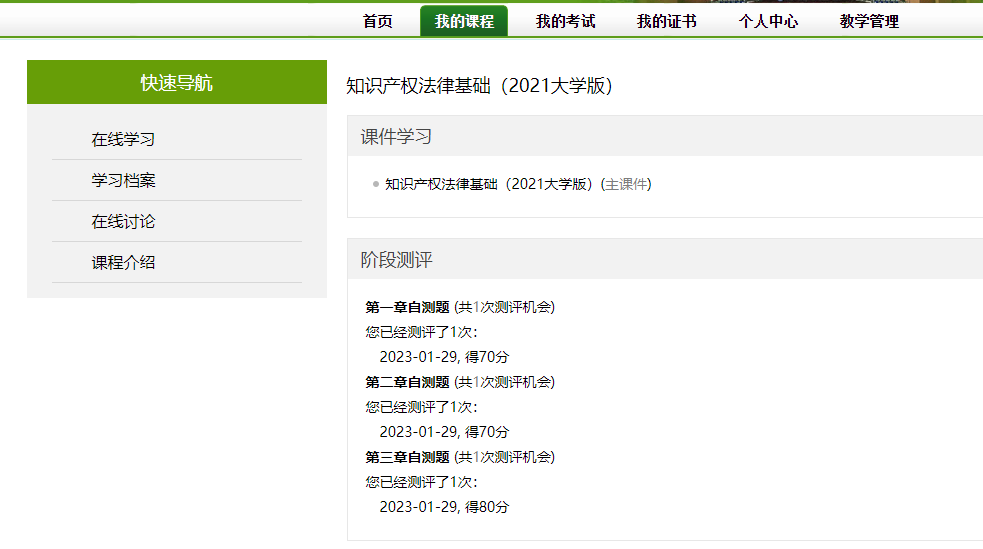 首页 我的课程 我的考试 我的证书 个人中心 教学管理
快速导航
在线学习
学习档案
在线讨论
课程介绍
知识产权法律基础（2021大学版）
课件学习
知识产权法律基础（2021大学版）(主课件)
阶段测评
第一章自测题 (共1次测评机会)
您已经测评了1次：
2023-01-29, 得70分
第二章自测题 (共1次测评机会)
您已经测评了1次：
2023-01-29, 得70分
第三章自测题 (共1次测评机会)
您已经测评了1次：
2023-01-29, 得80分